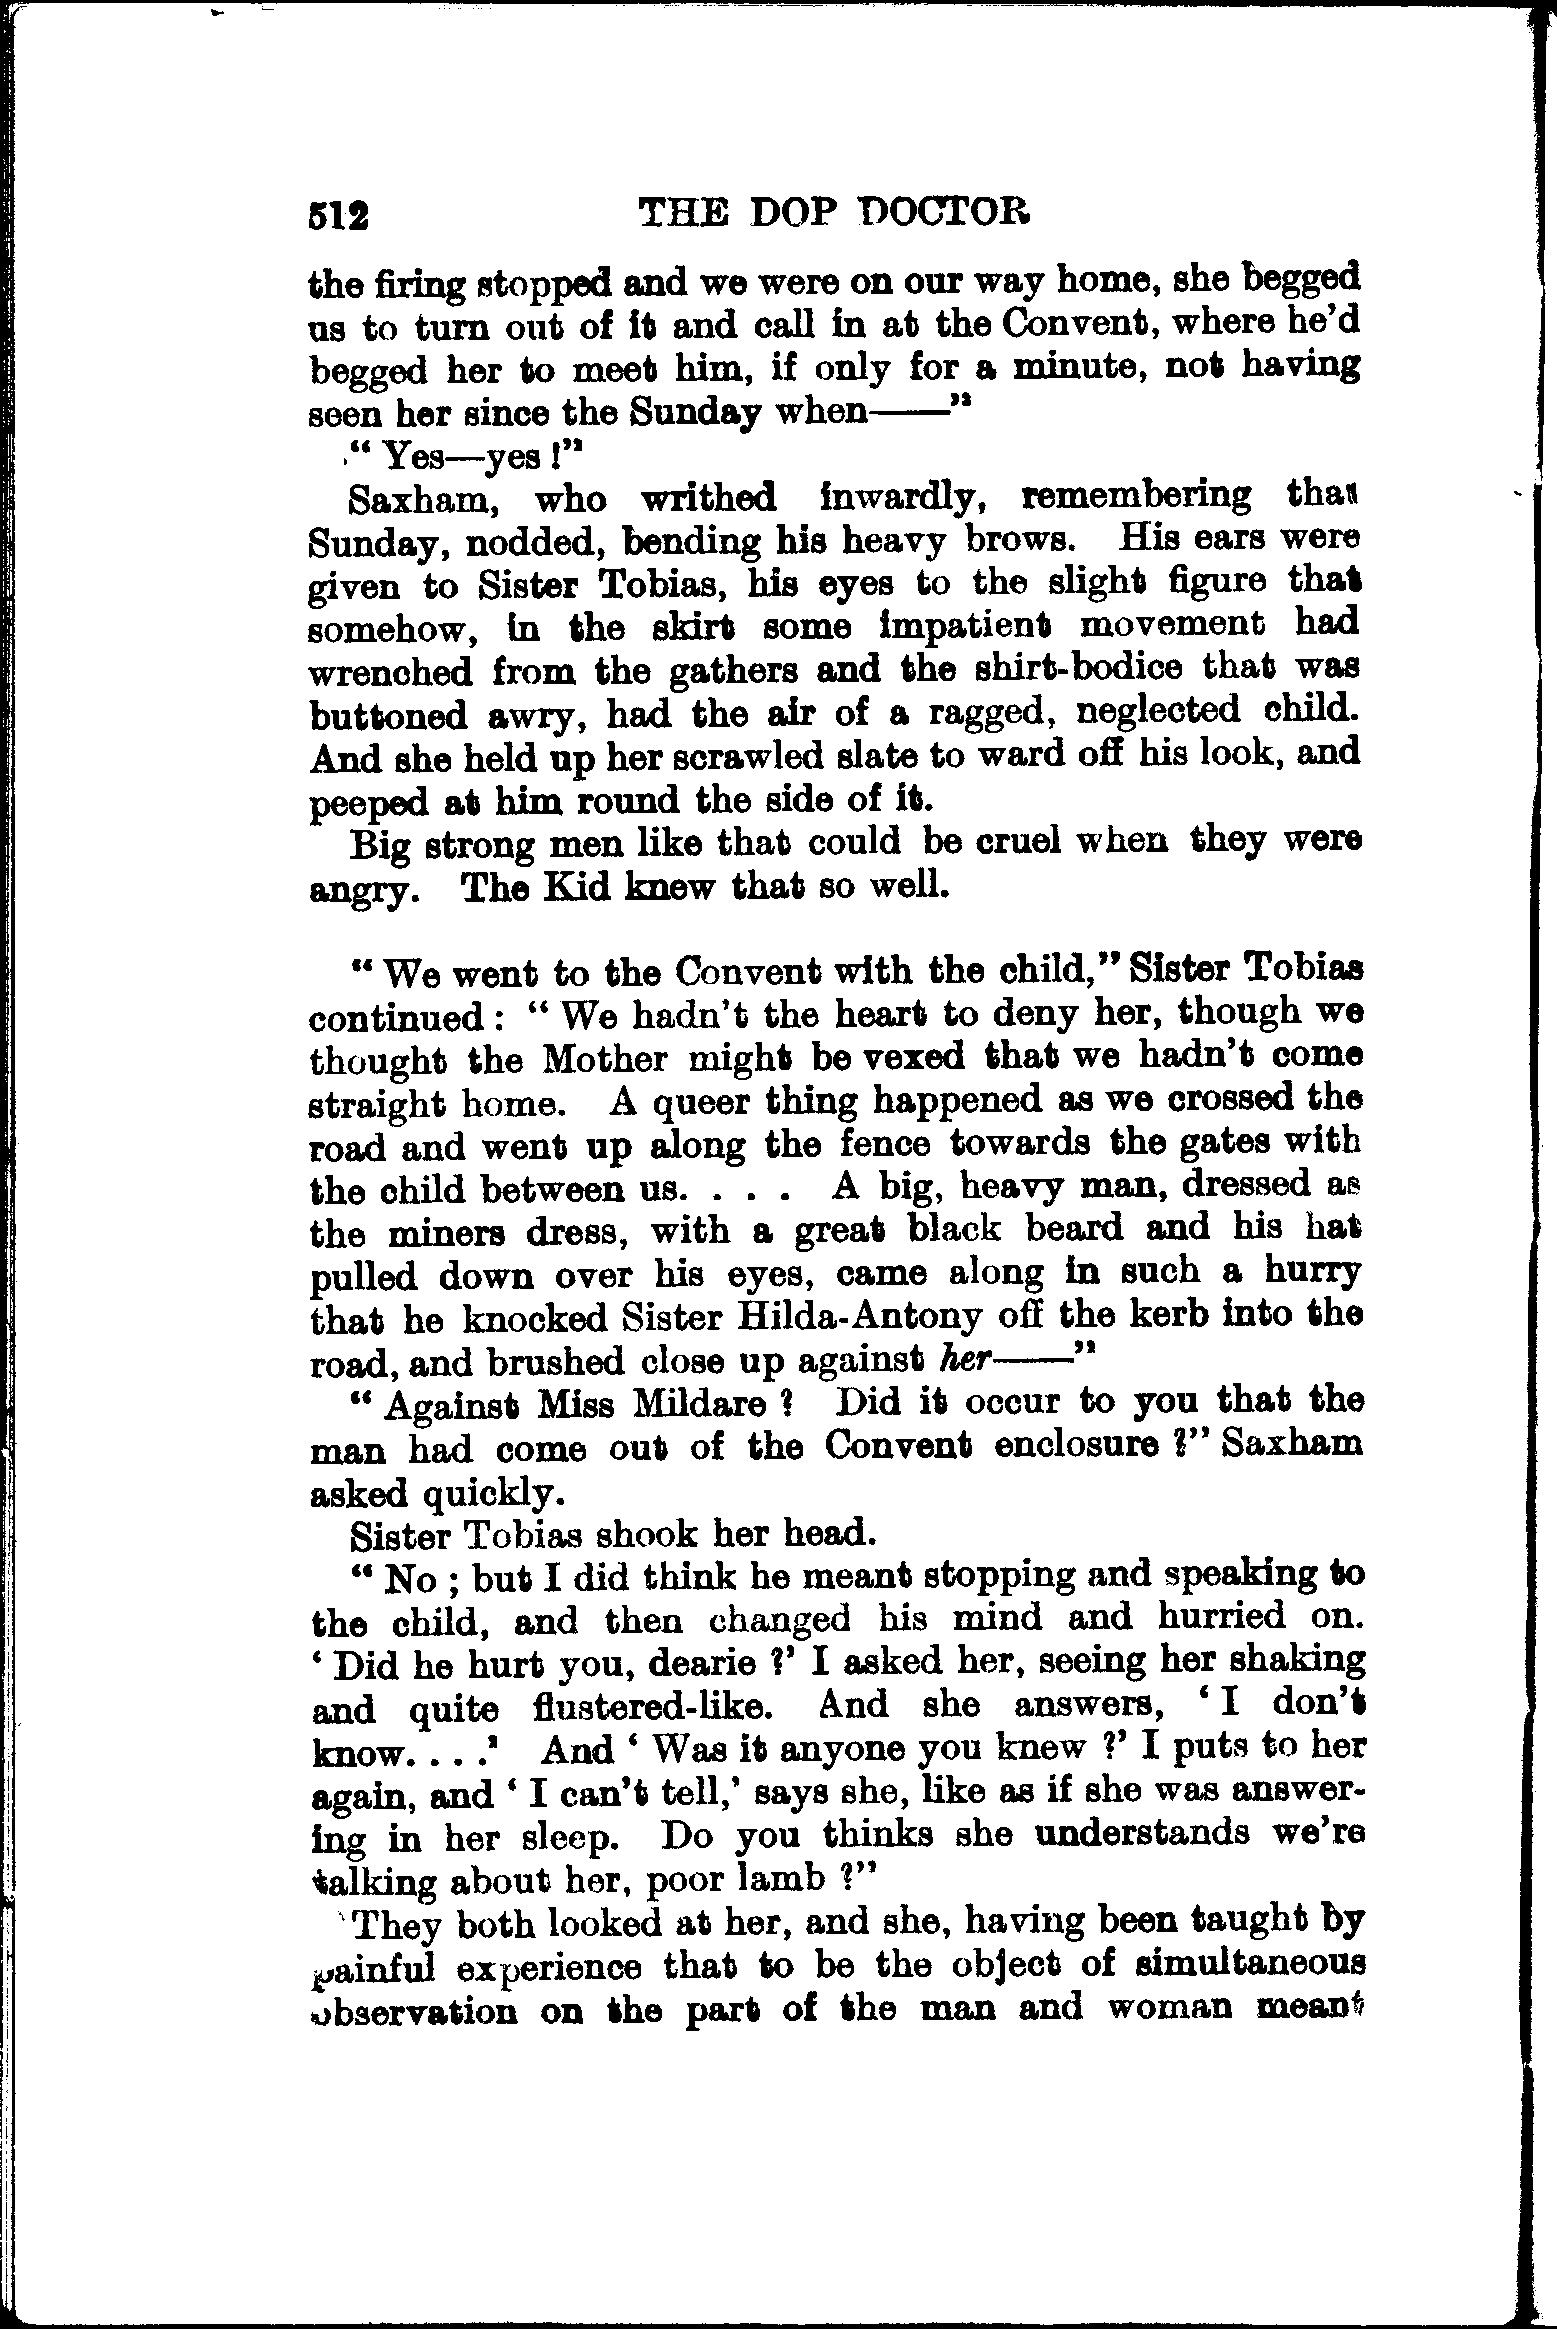 512 THE DOP DOCTOR
the firing stopped and we were on our way home, she begged
us to turn out of it and call in at the Convent, where he'd
begged her to meet him, if only for a minute, not having
seen her since the Sunday when——"
"Yes—yes!"
Saxham, who writhed inwardly, remembering that
Sunday, nodded, bending his heavy brows. His ears were
given to Sister Tobias, his eyes to the slight figure that
somehow, in the skirt some impatient movement had
wrenched from the gathers and the shirt-bodice that was
buttoned awry, had the air of a ragged, neglected child.
And she held up her scrawled slate to ward off his look, and
peeped at him round the side of it.
Big strong men like that could be cruel when they were
angry. The Kid knew that so well.
"We went to the Convent with the child," Sister Tobias
continued: "We hadn't the heart to deny her, though we
thought the Mother might be vexed that we hadn't come
straight home. A queer thing happened as we crossed the
road and went up along the fence towards the gates with
the child between us. . . . A big, heavy man, dressed as
the miners dress, with a great black beard and his hat
pulled down over his eyes, came along in such a hurry
that he knocked Sister Hilda-Antony off the kerb into the
road, and brushed close up against her——"
"Against Miss Mildare? Did it occur to you that the
man had come out of the Convent enclosure?" Saxham
asked quickly.
Sister Tobias shook her head.
"No; but I did think he meant stopping and speaking to
the child, and then changed his mind and hurried on.
'Did he hurt you, dearie?' I asked her, seeing her shaking
and quite flustered-like. And she answers, 'I don't
know. . . .' And 'Was it anyone you knew?' I puts to her
again, and 'I can't tell,' says she, like as if she was answer-
ing in her sleep. Do you thinks she understands we're
talking about her, poor lamb?"
They both looked at her, and she, having been taught by
painful experience that to be the object of simultaneous
observation on the part of the man and woman meant